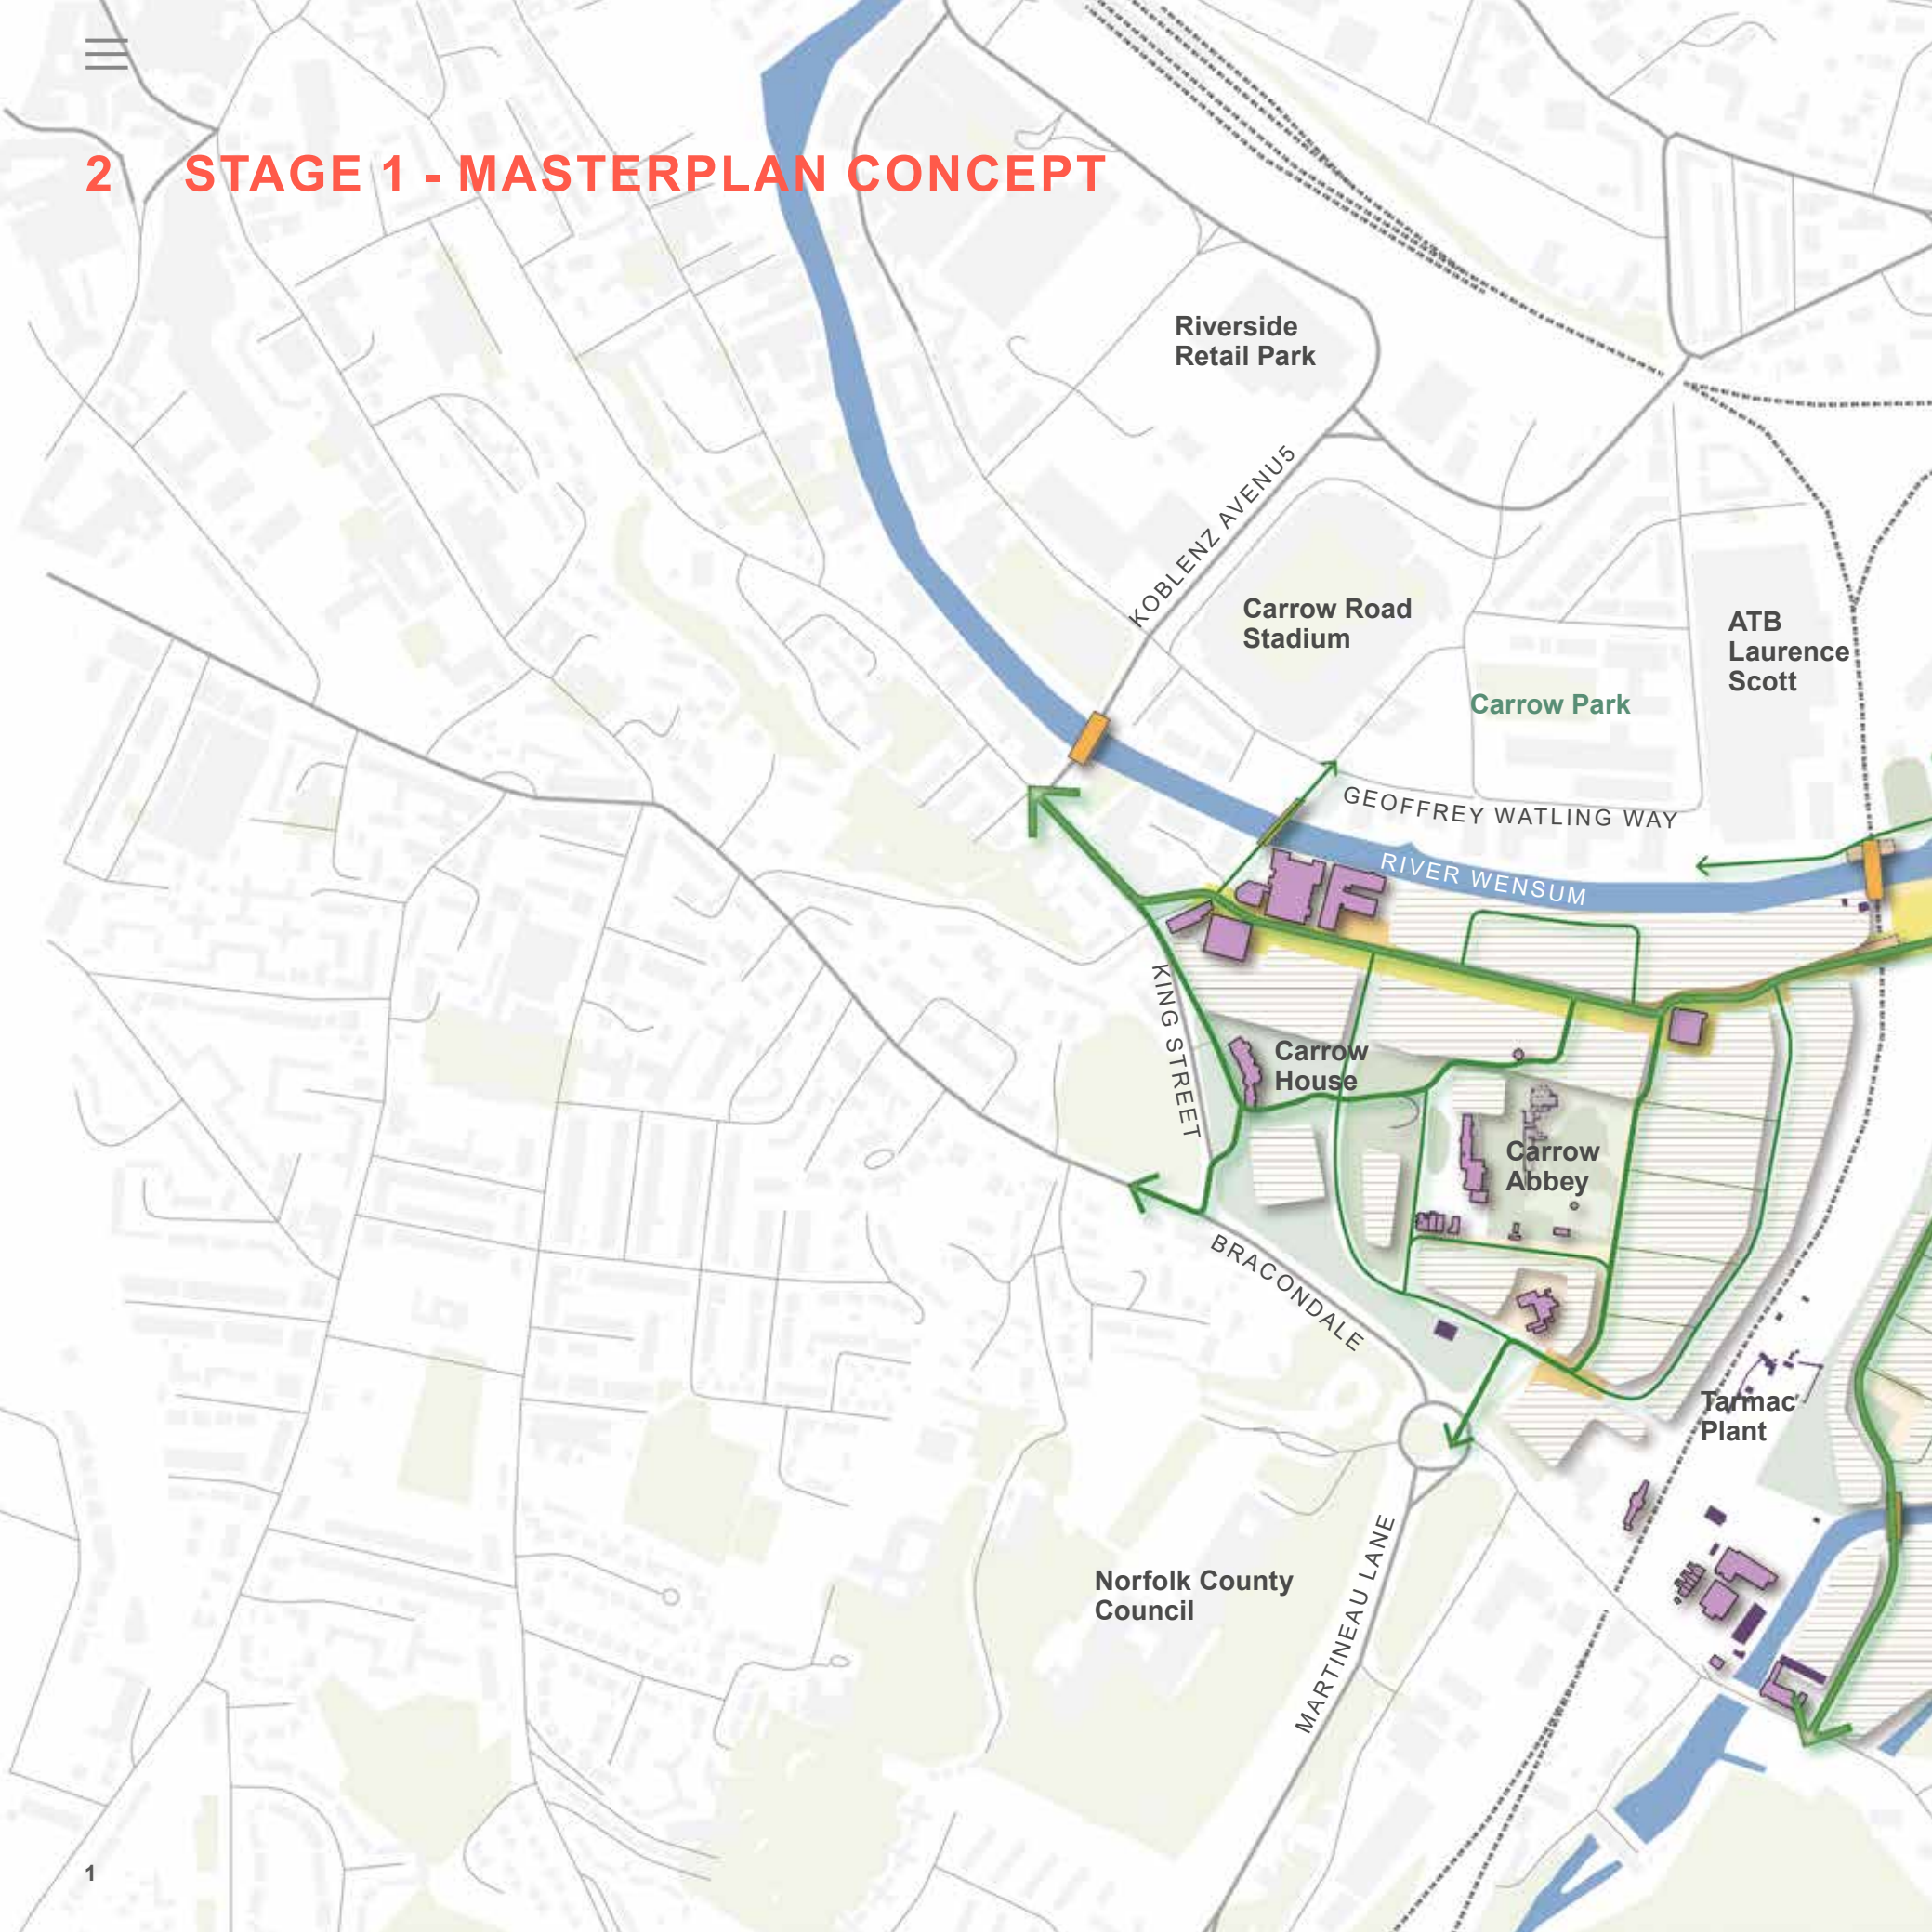 2 STAGE 1 - MASTERPLAN CONCEPT
Riverside
Retail Park
KOBLENZ AVENU5
Carrow Road
Stadium
ATB
Laurence
Scott
Carrow Park
GEOFFREY WATLING WAY
RIVER WENSUM
KING STREET
Carrow
House
Carrow
Abbey
BRACONDALE
Tarmac
Plant
Norfolk County
Council
MARTINEAU LANE
1